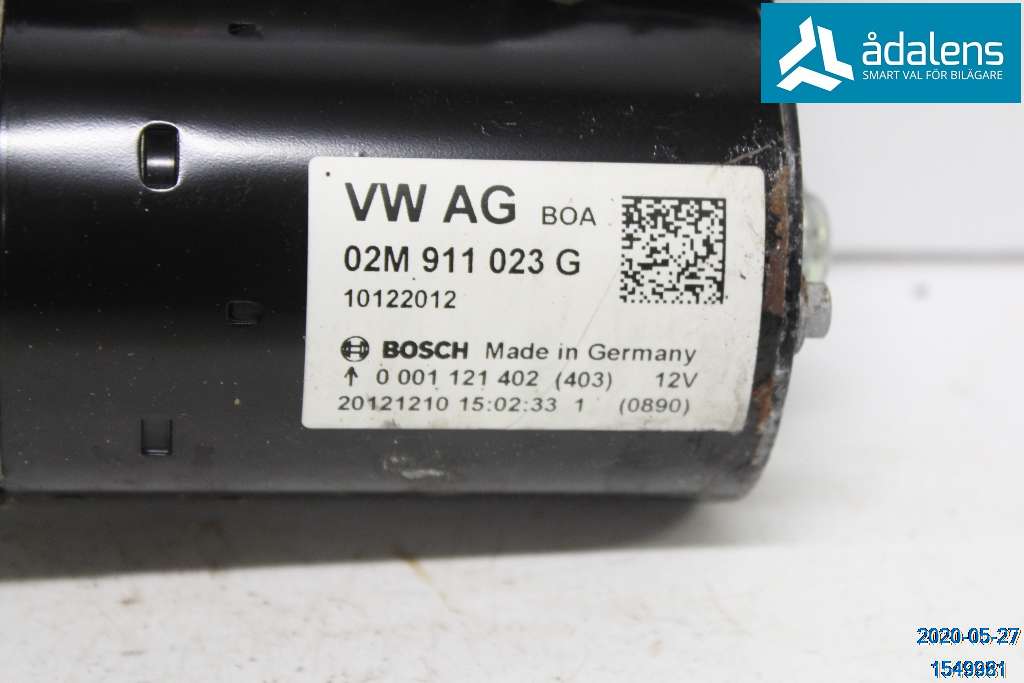 ådalens
SMART VAL FÖR BILÄGARE
VW AG BOA
02M 911 023 G
10122012
BOSCH Made in Germany
↑ 0 001 121 402 (403) 12V
20121210 15:02:33 1 (0890)
2020-05-27
1549981